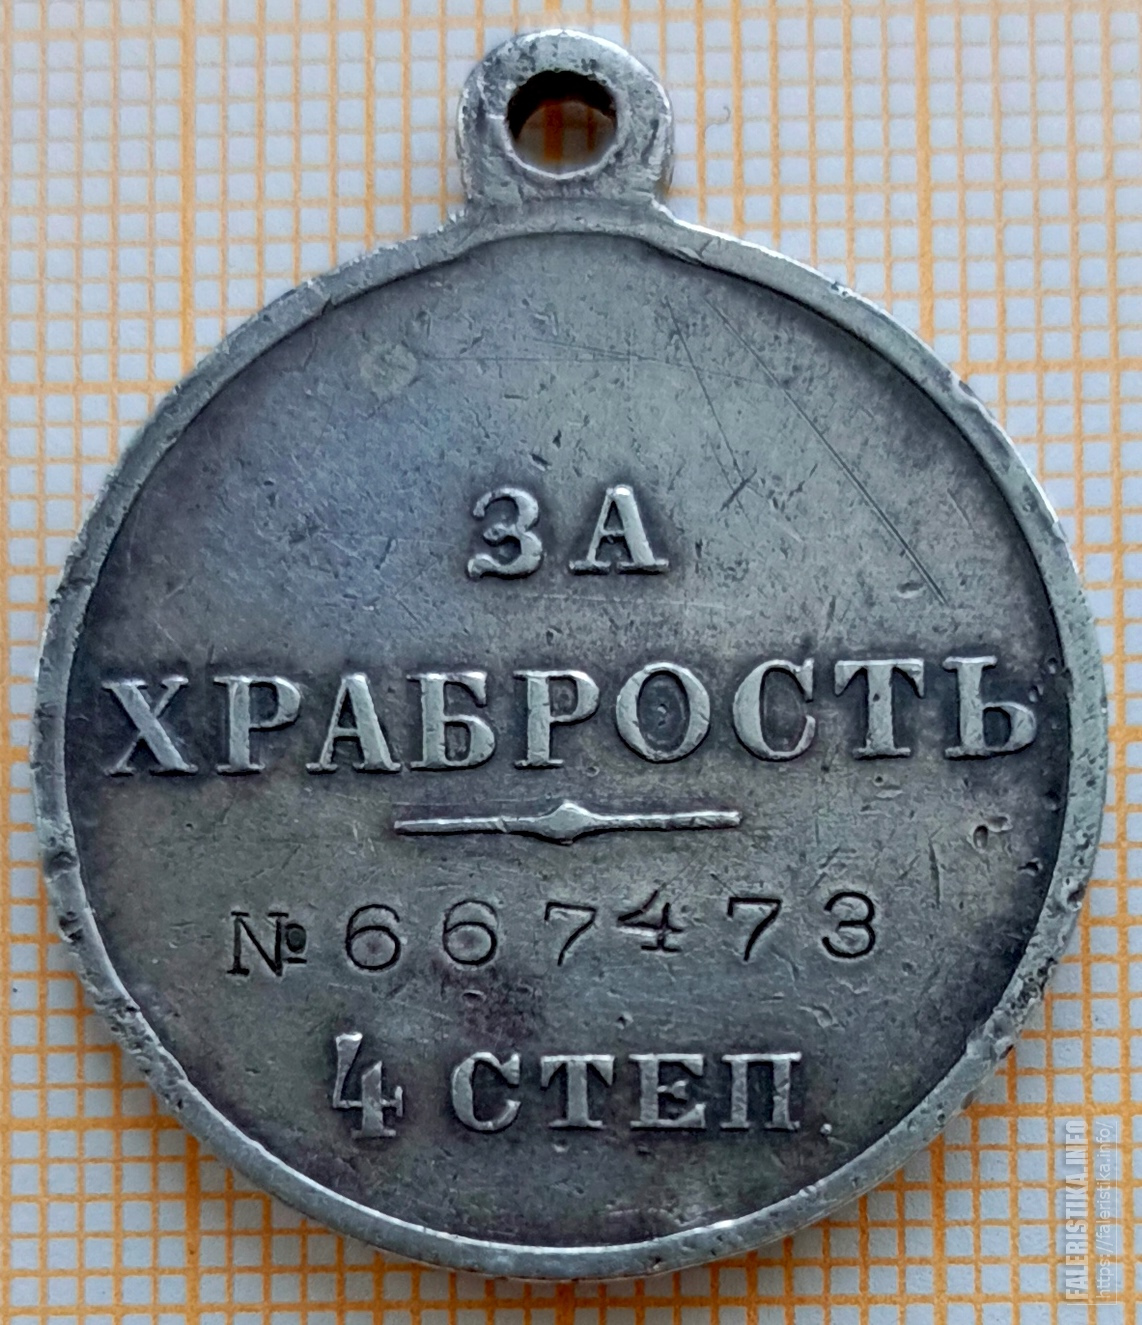 ЗА
ХРАБРОСТЬ
№ 667473
4 СТЕП.
FALERISTIKA.INFO
https://faleristika.info/